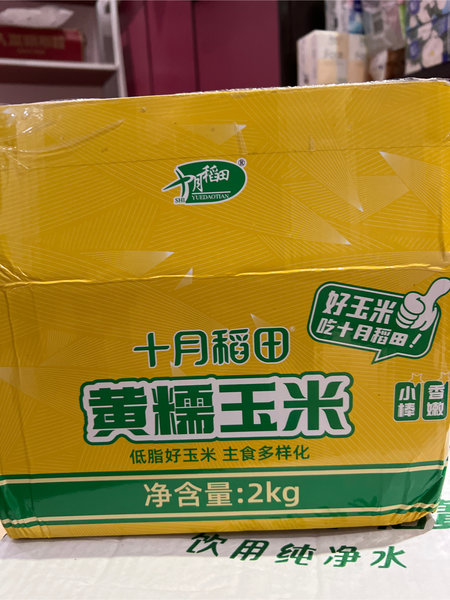 十月稻田®
SHI YUEDAOTIAN
好玉米
吃十月稻田！
十月稻田
黄糯玉米
小棒 香嫩
低脂好玉米 主食多样化
净含量:2kg
饮用纯净水